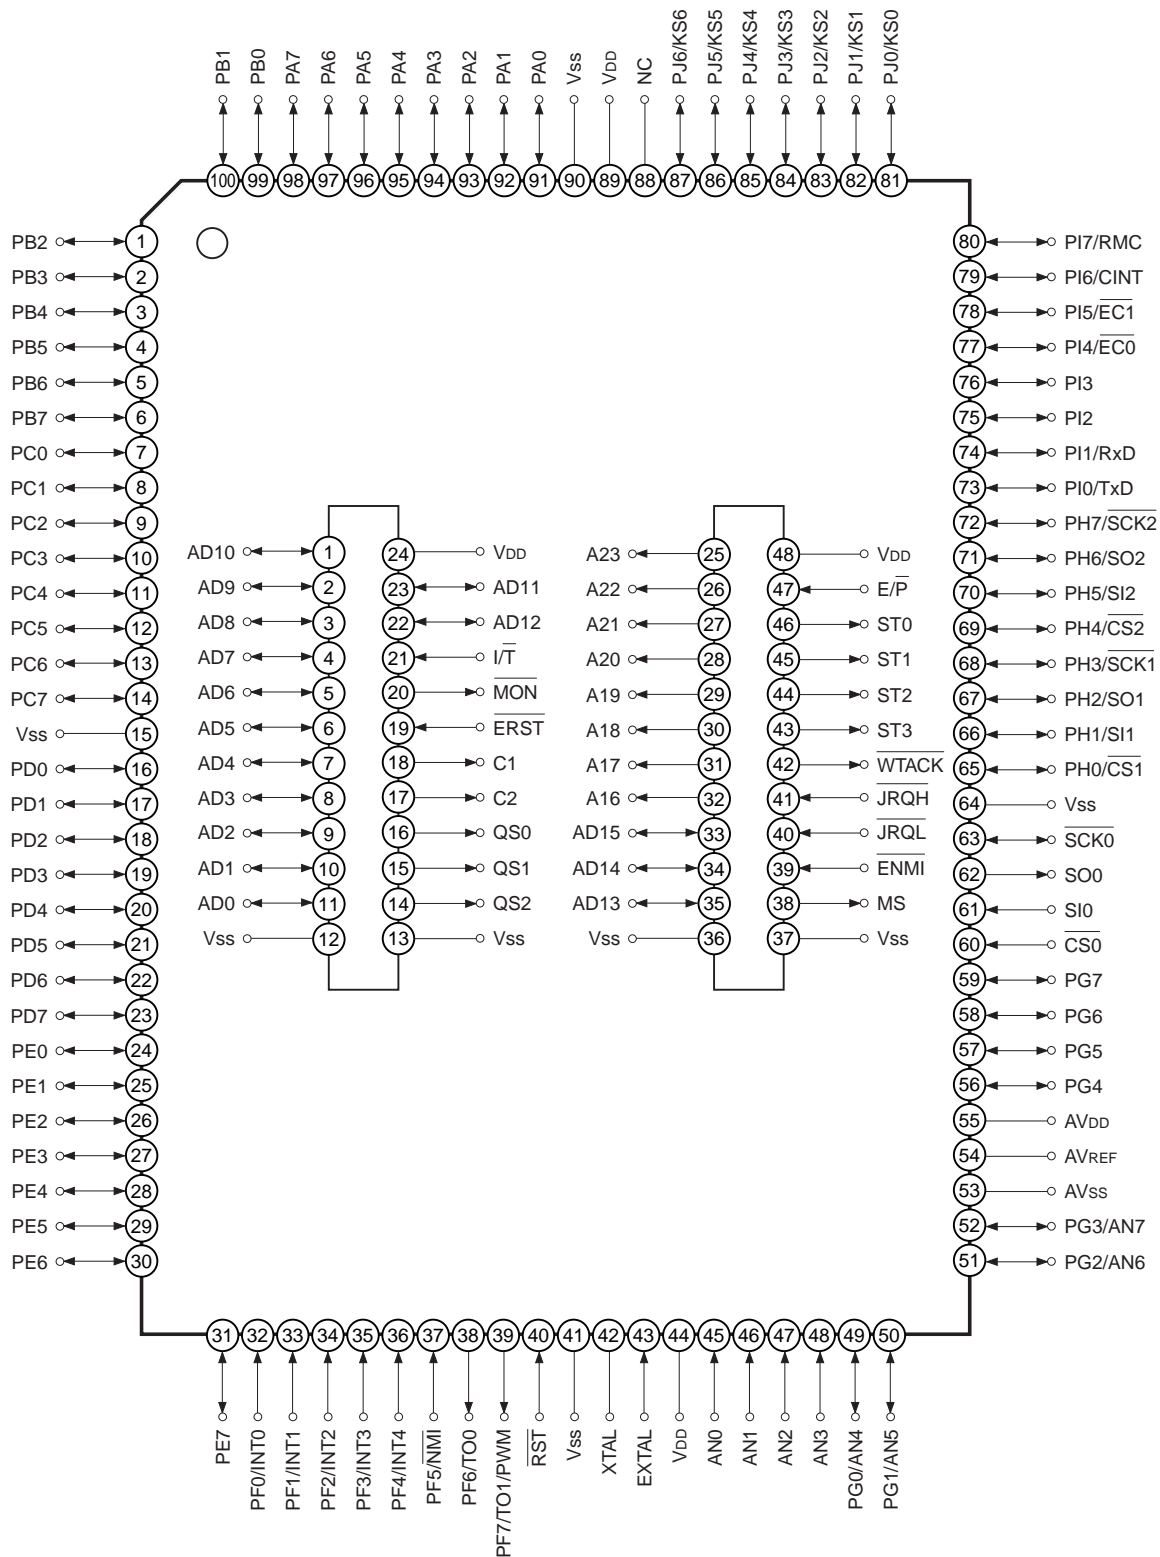 PB1 PB0 PA7 PA6 PA5 PA4 PA3 PA2 PA1 PA0 Vss VDD NC PJ6/KS6 PJ5/KS5 PJ4/KS4 PJ3/KS3 PJ2/KS2 PJ1/KS1 PJ0/KS0
100 99 98 97 96 95 94 93 92 91 90 89 88 87 86 85 84 83 82 81
PB2 1 80 PI7/RMC
PB3 2 79 PI6/CINT
PB4 3 78 PI5/EC1
PB5 4 77 PI4/EC0
PB6 5 76 PI3
PB7 6 75 PI2
PC0 7 74 PI1/RxD
PC1 8 73 PI0/TxD
PC2 9 72 PH7/SCK2
PC3 10 AD10 1 24 VDD A23 25 48 VDD 71 PH6/SO2
PC4 11 AD9 2 23 AD11 A22 26 47 E/P 70 PH5/SI2
PC5 12 AD8 3 22 AD12 A21 27 46 ST0 69 PH4/CS2
PC6 13 AD7 4 21 I/T A20 28 45 ST1 68 PH3/SCK1
PC7 14 AD6 5 20 MON A19 29 44 ST2 67 PH2/SO1
Vss 15 AD5 6 19 ERST A18 30 43 ST3 66 PH1/SI1
PD0 16 AD4 7 18 C1 A17 31 42 WTACK 65 PH0/CS1
PD1 17 AD3 8 17 C2 A16 32 41 JRQH 64 Vss
PD2 18 AD2 9 16 QS0 AD15 33 40 JRQL 63 SCK0
PD3 19 AD1 10 15 QS1 AD14 34 39 ENMI 62 SO0
PD4 20 AD0 11 14 QS2 AD13 35 38 MS 61 SI0
PD5 21 Vss 12 13 Vss Vss 36 37 Vss 60 CS0
PD6 22 59 PG7
PD7 23 58 PG6
PE0 24 57 PG5
PE1 25 56 PG4
PE2 26 55 AVDD
PE3 27 54 AVREF
PE4 28 53 AVss
PE5 29 52 PG3/AN7
PE6 30 51 PG2/AN6
31 32 33 34 35 36 37 38 39 40 41 42 43 44 45 46 47 48 49 50
PE7 PF0/INT0 PF1/INT1 PF2/INT2 PF3/INT3 PF4/INT4 PF5/NMI PF6/TO0 PF7/TO1/PWM RST Vss XTAL EXTAL VDD AN0 AN1 AN2 AN3 PG0/AN4 PG1/AN5